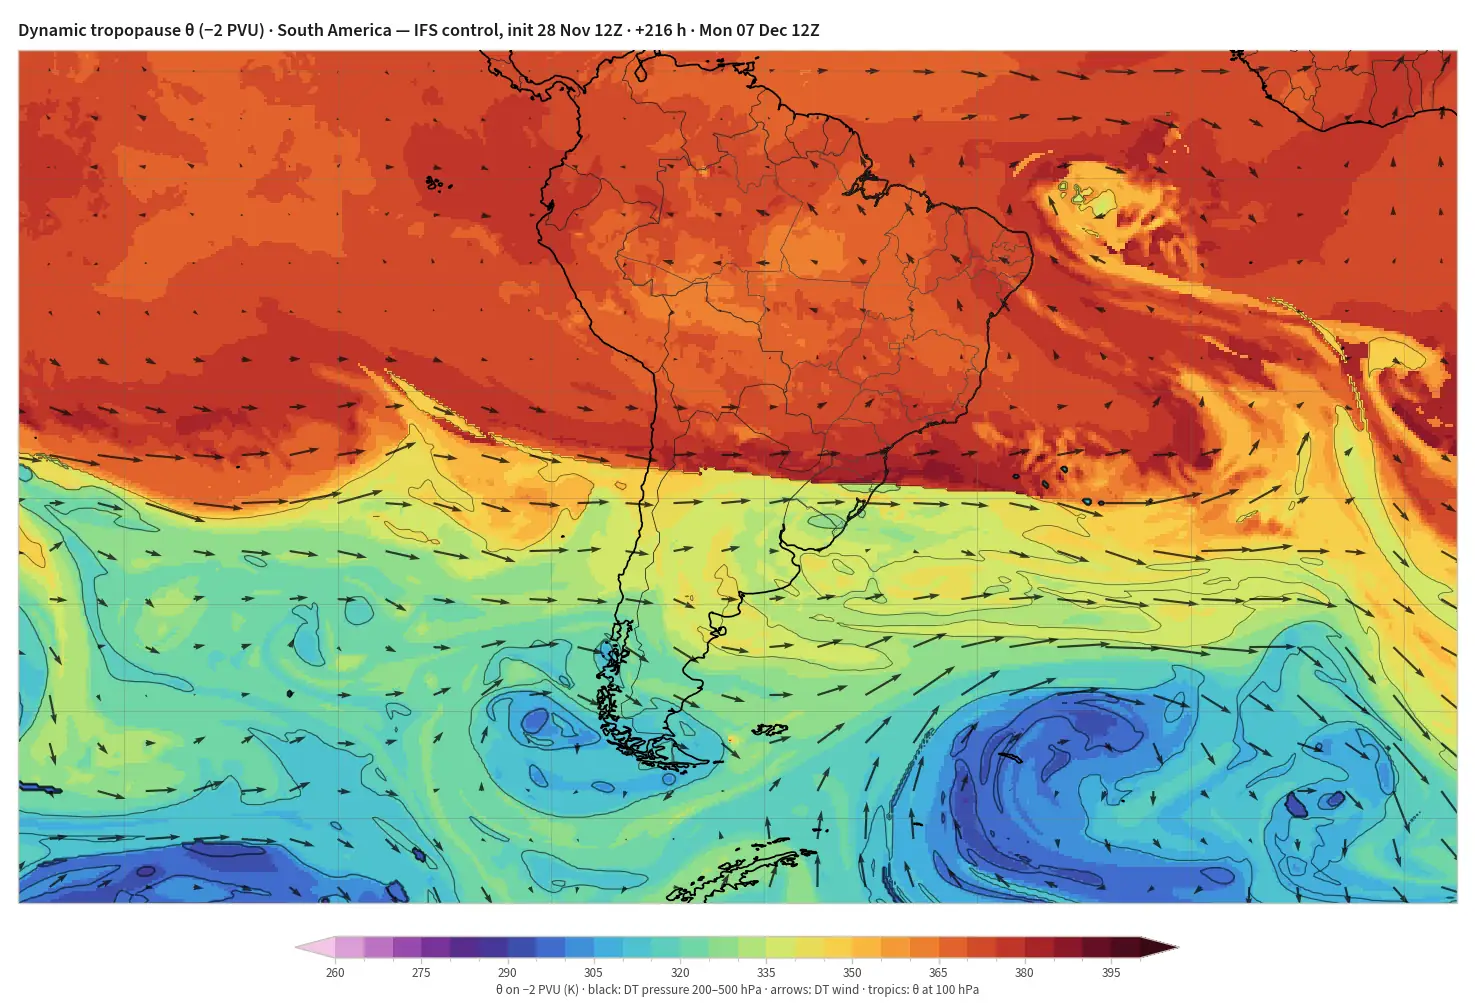 Dynamic tropopause θ (−2 PVU) · South America — IFS control, init 28 Nov 12Z · +216 h · Mon 07 Dec 12Z
260 275 290 305 320 335 350 365 380 395
θ on −2 PVU (K) · black: DT pressure 200–500 hPa · arrows: DT wind · tropics: θ at 100 hPa